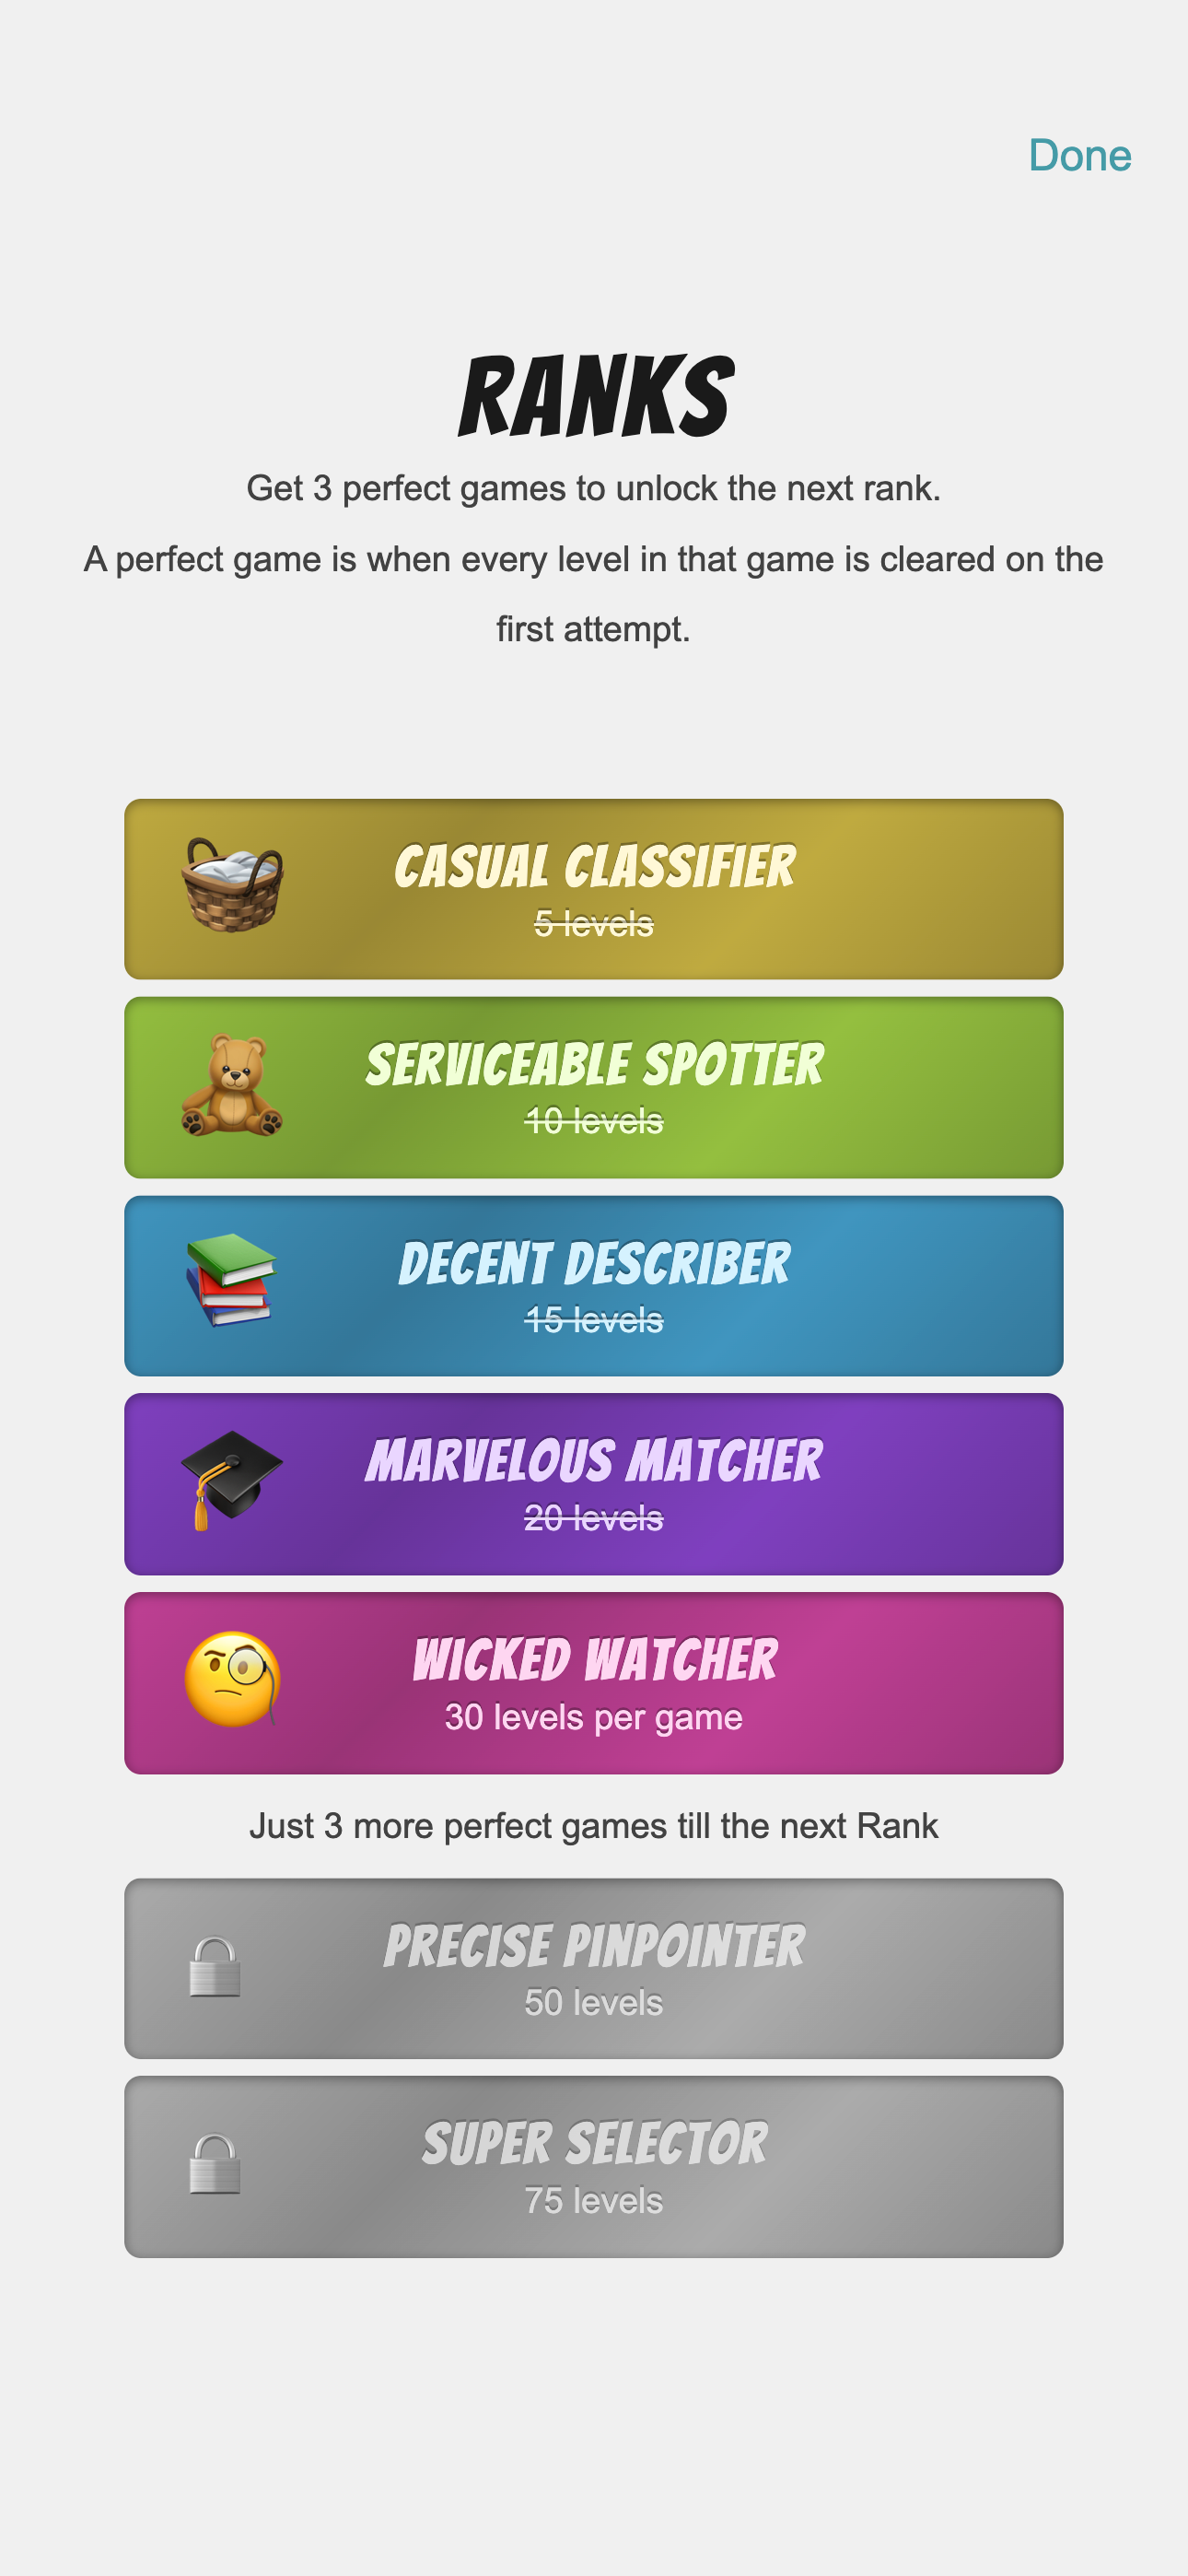 Done
RANKS
Get 3 perfect games to unlock the next rank.
A perfect game is when every level in that game is cleared on the
first attempt.
CASUAL CLASSIFIER
5 levels
SERVICEABLE SPOTTER
10 levels
DECENT DESCRIBER
15 levels
MARVELOUS MATCHER
20 levels
WICKED WATCHER
30 levels per game
Just 3 more perfect games till the next Rank
PRECISE PINPOINTER
50 levels
SUPER SELECTOR
75 levels